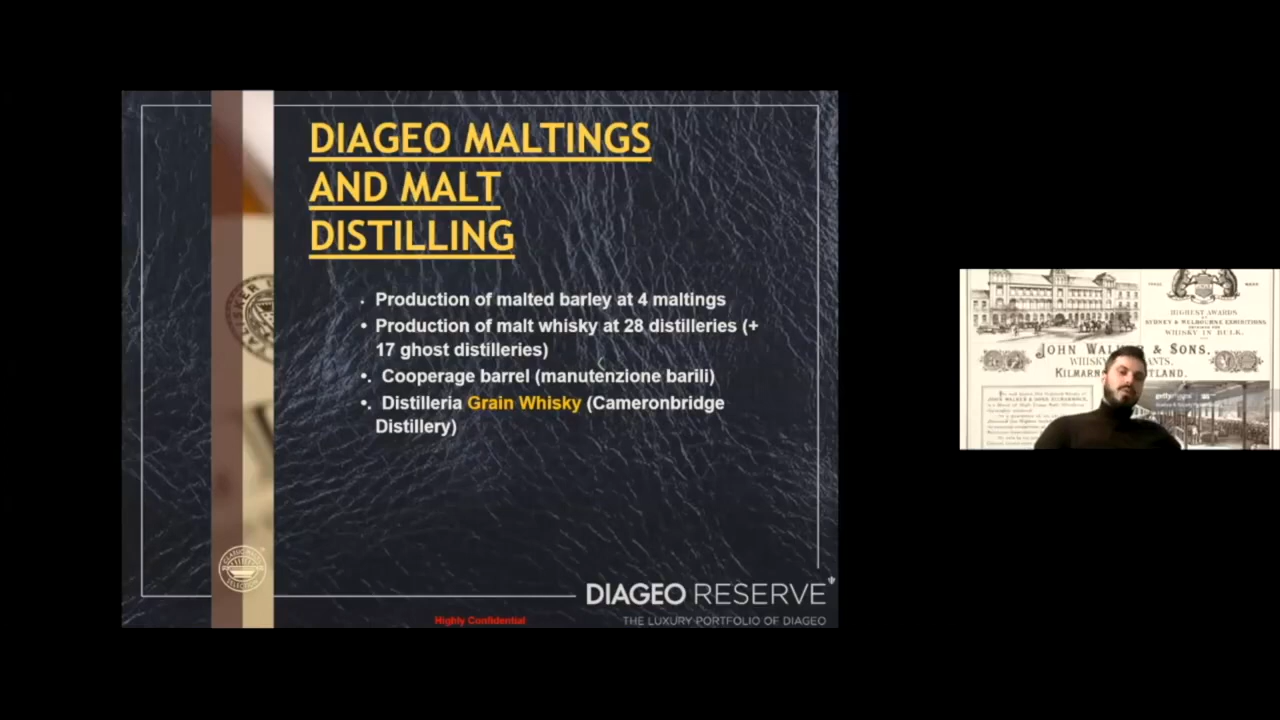 DIAGEO MALTINGS
AND MALT
DISTILLING
• Production of malted barley at 4 maltings
• Production of malt whisky at 28 distilleries (+
17 ghost distilleries)
•. Cooperage barrel (manutenzione barili)
•. Distilleria Grain Whisky (Cameronbridge
Distillery)
DIAGEO RESERVE
THE LUXURY PORTFOLIO OF DIAGEO
Highly Confidential
HIGHEST AWARDS
SYDNEY & MELBOURNE EXHIBITIONS
WHISKY IN BULK.
JOHN & SONS,
WHISKY